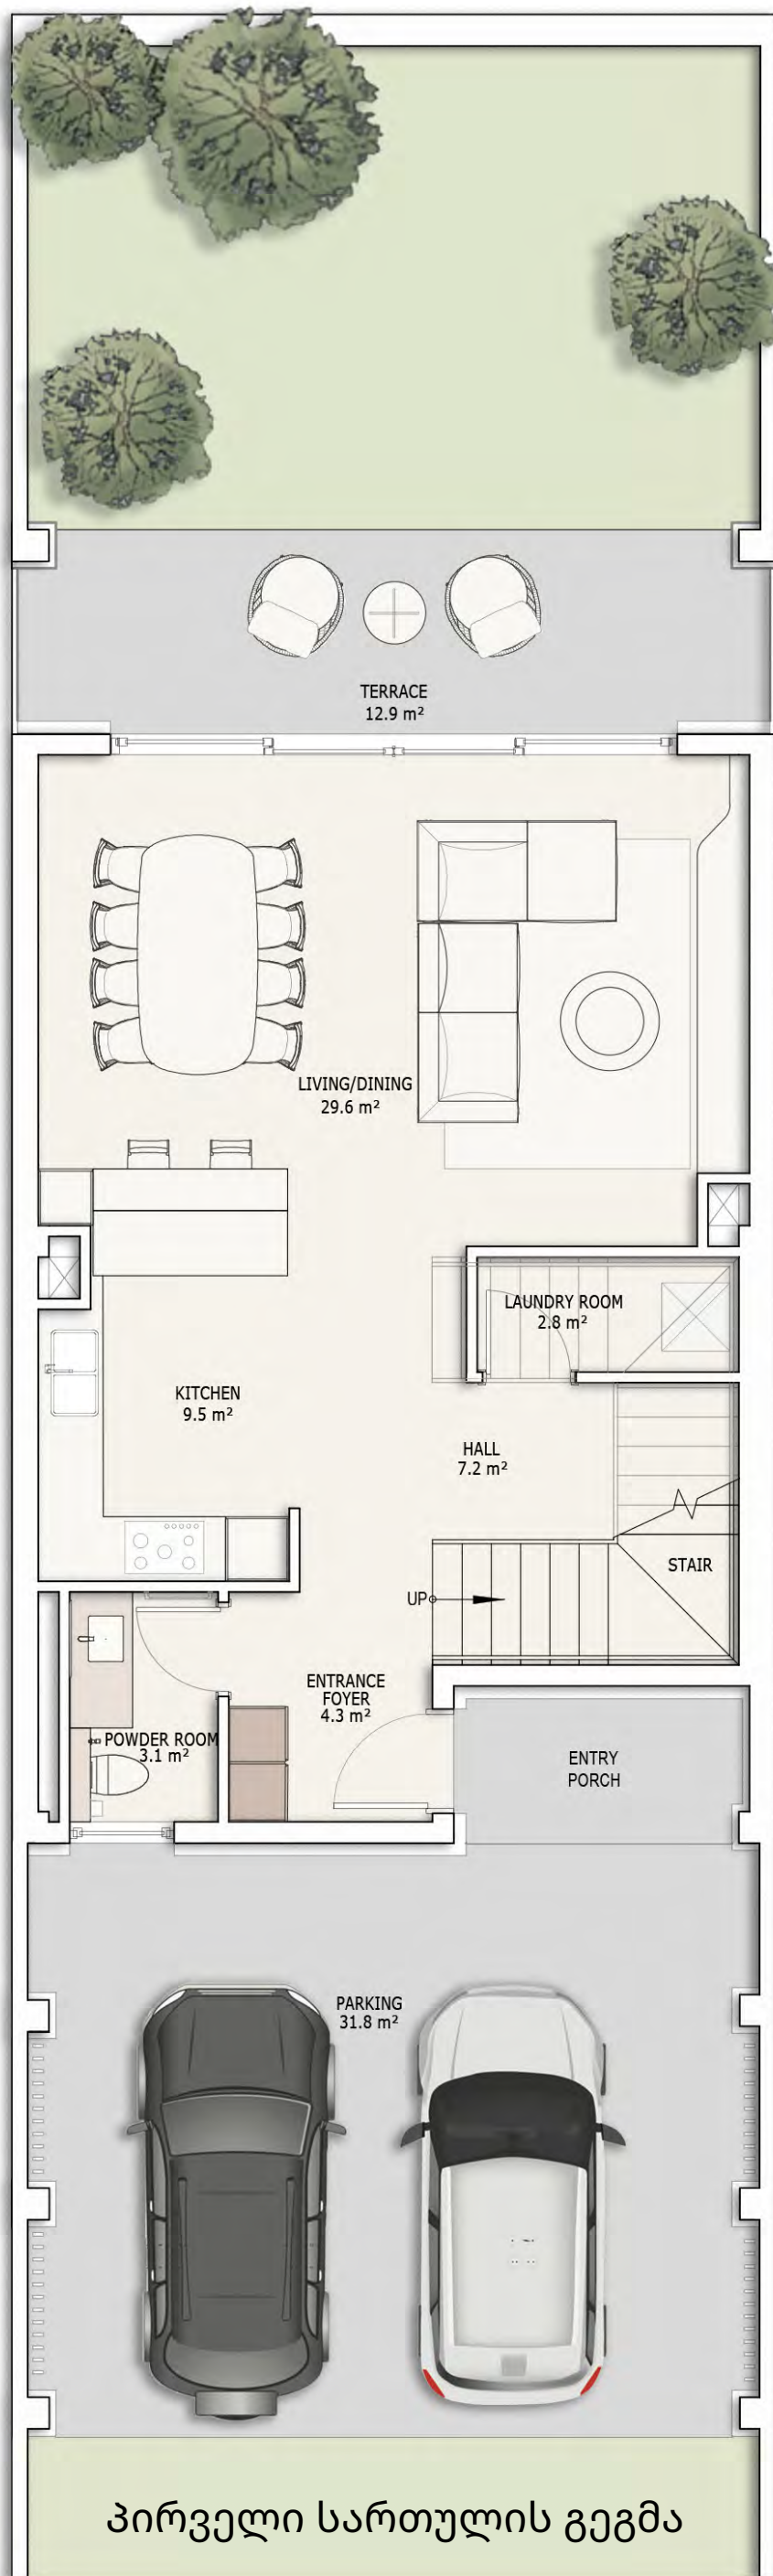 TERRACE
12.9 m²
LIVING/DINING
29.6 m²
LAUNDRY ROOM
2.8 m²
KITCHEN
9.5 m²
HALL
7.2 m²
STAIR
UP
ENTRANCE
FOYER
4.3 m²
POWDER ROOM
3.1 m²
ENTRY
PORCH
PARKING
31.8 m²
პირველი სართულის გეგმა